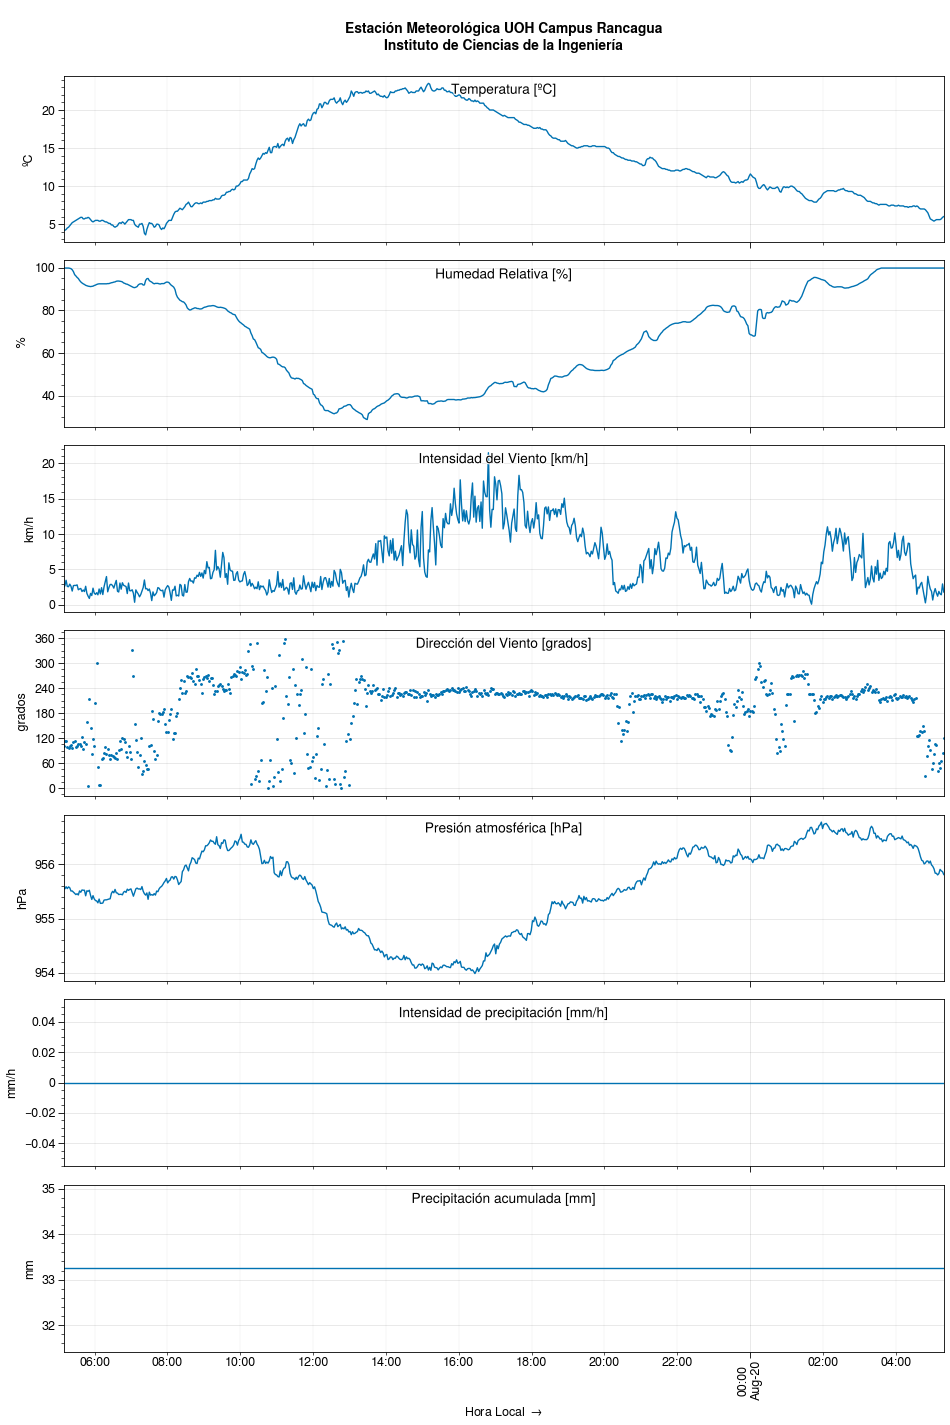 Estación Meteorológica UOH Campus Rancagua
Instituto de Ciencias de la Ingeniería
Temperatura [ºC]
ºC
20
15
10
5
Humedad Relativa [%]
%
100
80
60
40
Intensidad del Viento [km/h]
km/h
20
15
10
5
0
Dirección del Viento [grados]
grados
360
300
240
180
120
60
0
Presión atmosférica [hPa]
hPa
956
955
954
Intensidad de precipitación [mm/h]
mm/h
0.04
0.02
0
−0.02
−0.04
Precipitación acumulada [mm]
mm
35
34
33
32
06:00 08:00 10:00 12:00 14:00 16:00 18:00 20:00 22:00 00:00 02:00 04:00
Aug-20
Hora Local →